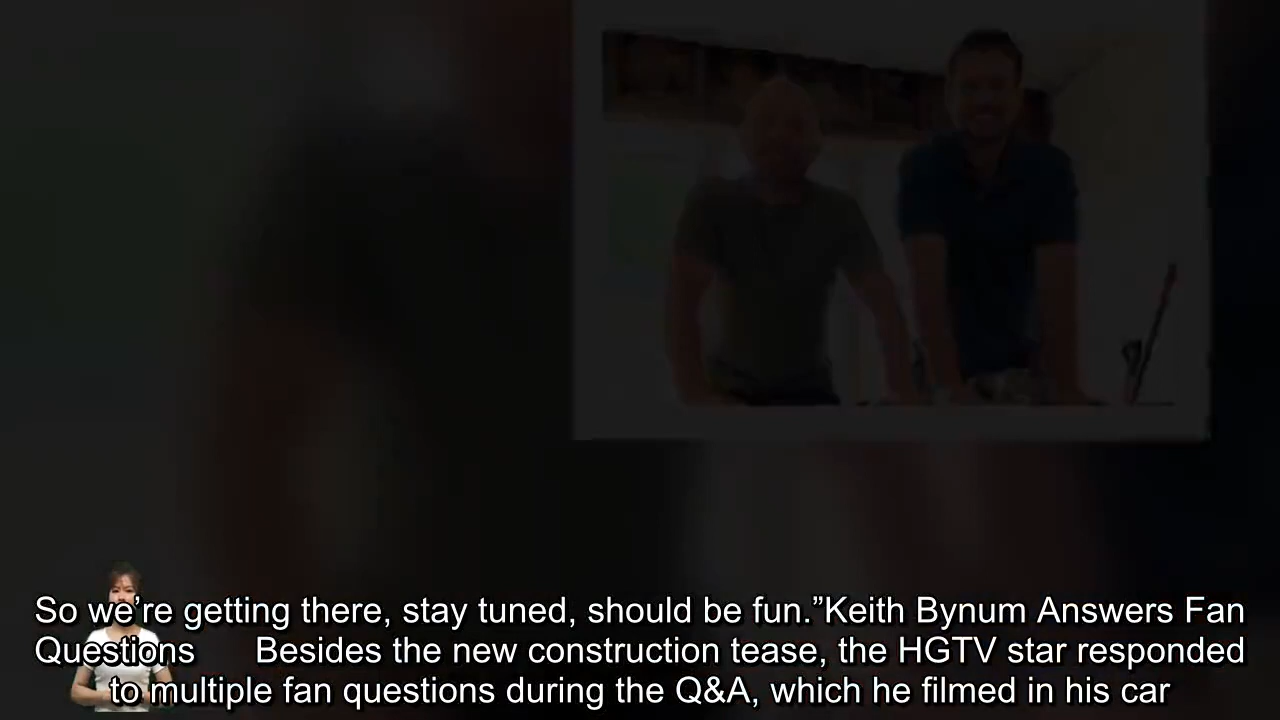 So we’re getting there, stay tuned, should be fun.”Keith Bynum Answers Fan
Questions Besides the new construction tease, the HGTV star responded
to multiple fan questions during the Q&A, which he filmed in his car